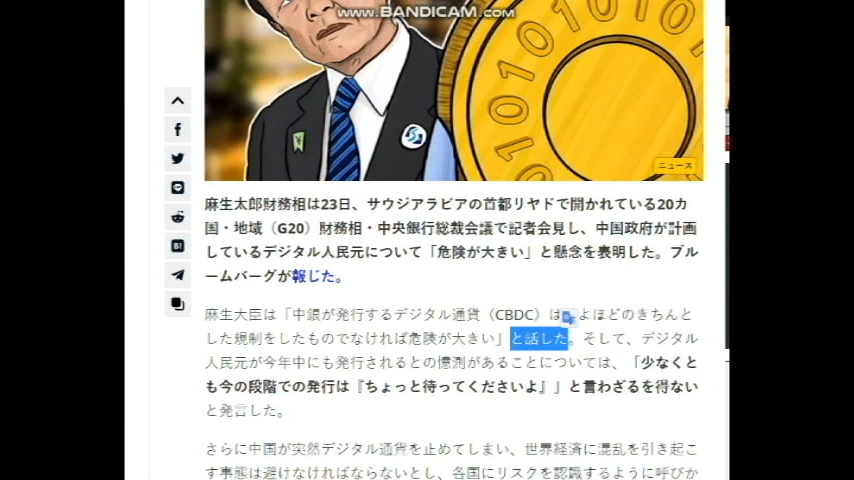 www.BANDICAM.com
ニュース
麻生太郎財務相は23日、サウジアラビアの首都リヤドで開かれている20カ
国・地域（G20）財務相・中央銀行総裁会議で記者会見し、中国政府が計画
しているデジタル人民元について「危険が大きい」と懸念を表明した。ブル
ームバーグが報じた。
麻生大臣は「中銀が発行するデジタル通貨（CBDC）は よほどのきちんと
した規制をしたものでなければ危険が大きい」と話した。そして、デジタル
人民元が今年中にも発行されるとの憶測があることについては、「少なくと
も今の段階での発行は『ちょっと待ってくださいよ』」と言わざるを得ない
と発言した。
さらに中国が突然デジタル通貨を止めてしまい、世界経済に混乱を引き起こ
す事態は避けなければならないとし、各国にリスクを認識するように呼びか